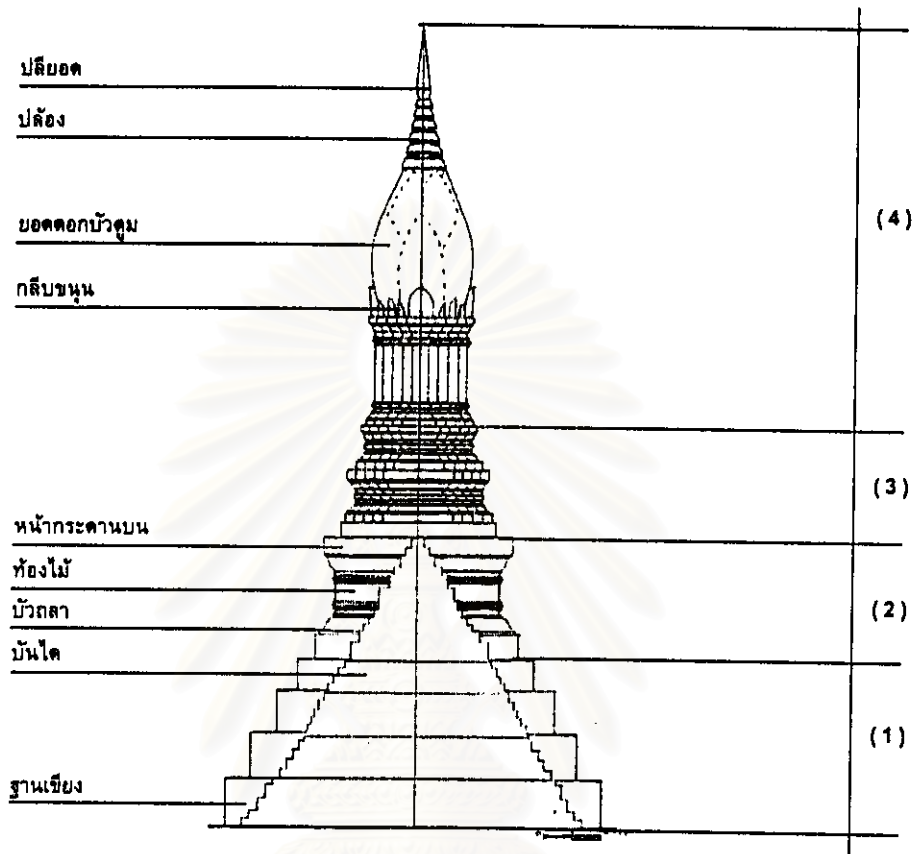 ปลียอด
ปล้อง
ยอดดอกบัวตูม
(4)
กลีบขนุน
(3)
หน้ากระดานบน
ท้องไม้
บัวถลา
(2)
บันได
(1)
ฐานเขียง